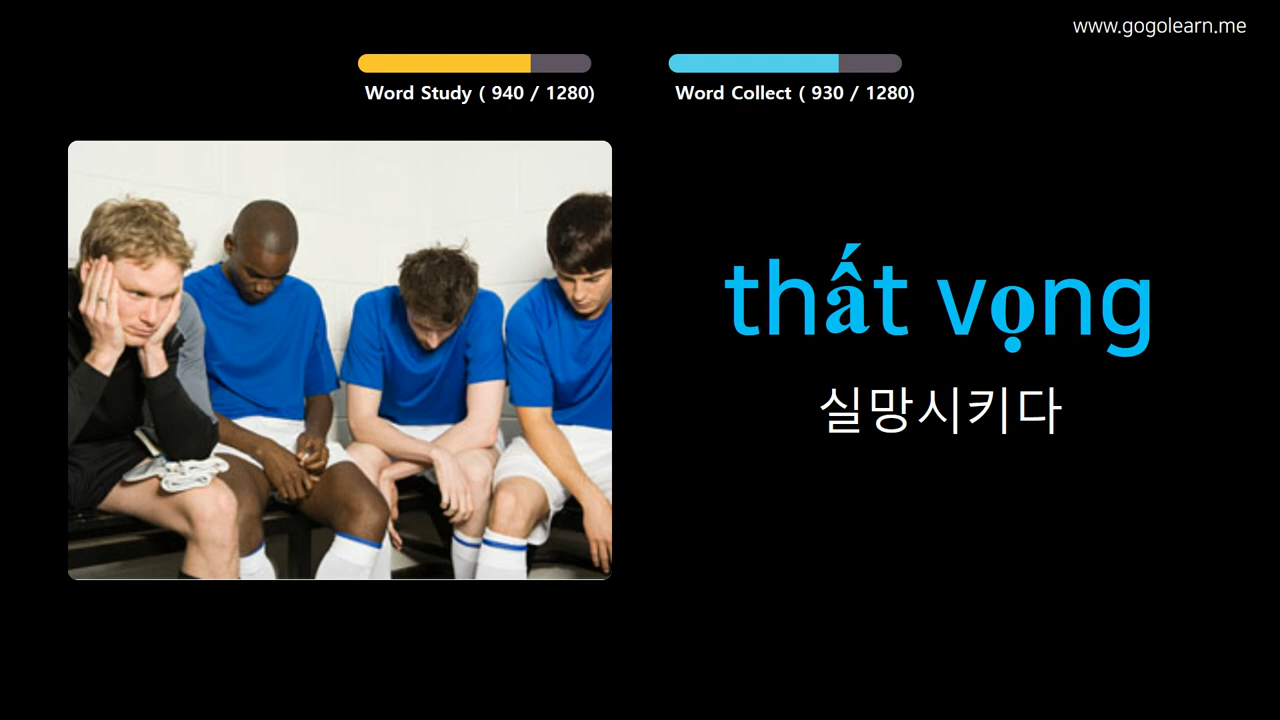 www.gogolearn.me
Word Study ( 940 / 1280)
Word Collect ( 930 / 1280)
thất vọng
실망시키다